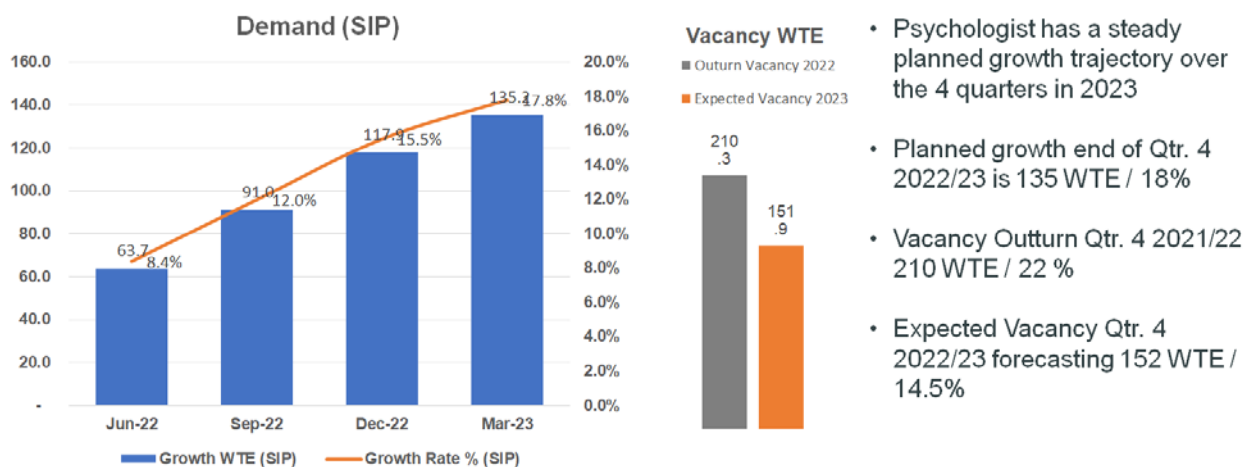 Demand (SIP)
160.0
140.0
120.0
100.0
80.0
60.0
40.0
20.0
-
20.0%
18.0%
16.0%
14.0%
12.0%
10.0%
8.0%
6.0%
4.0%
2.0%
0.0%
63.7
8.4%
91.0
12.0%
117.9
15.5%
135.2
17.8%
Jun-22
Sep-22
Dec-22
Mar-23
Growth WTE (SIP)
Growth Rate % (SIP)
Vacancy WTE
Outurn Vacancy 2022
Expected Vacancy 2023
210
.3
151
.9
• Psychologist has a steady
planned growth trajectory over
the 4 quarters in 2023
• Planned growth end of Qtr. 4
2022/23 is 135 WTE / 18%
• Vacancy Outturn Qtr. 4 2021/22
210 WTE / 22 %
• Expected Vacancy Qtr. 4
2022/23 forecasting 152 WTE /
14.5%